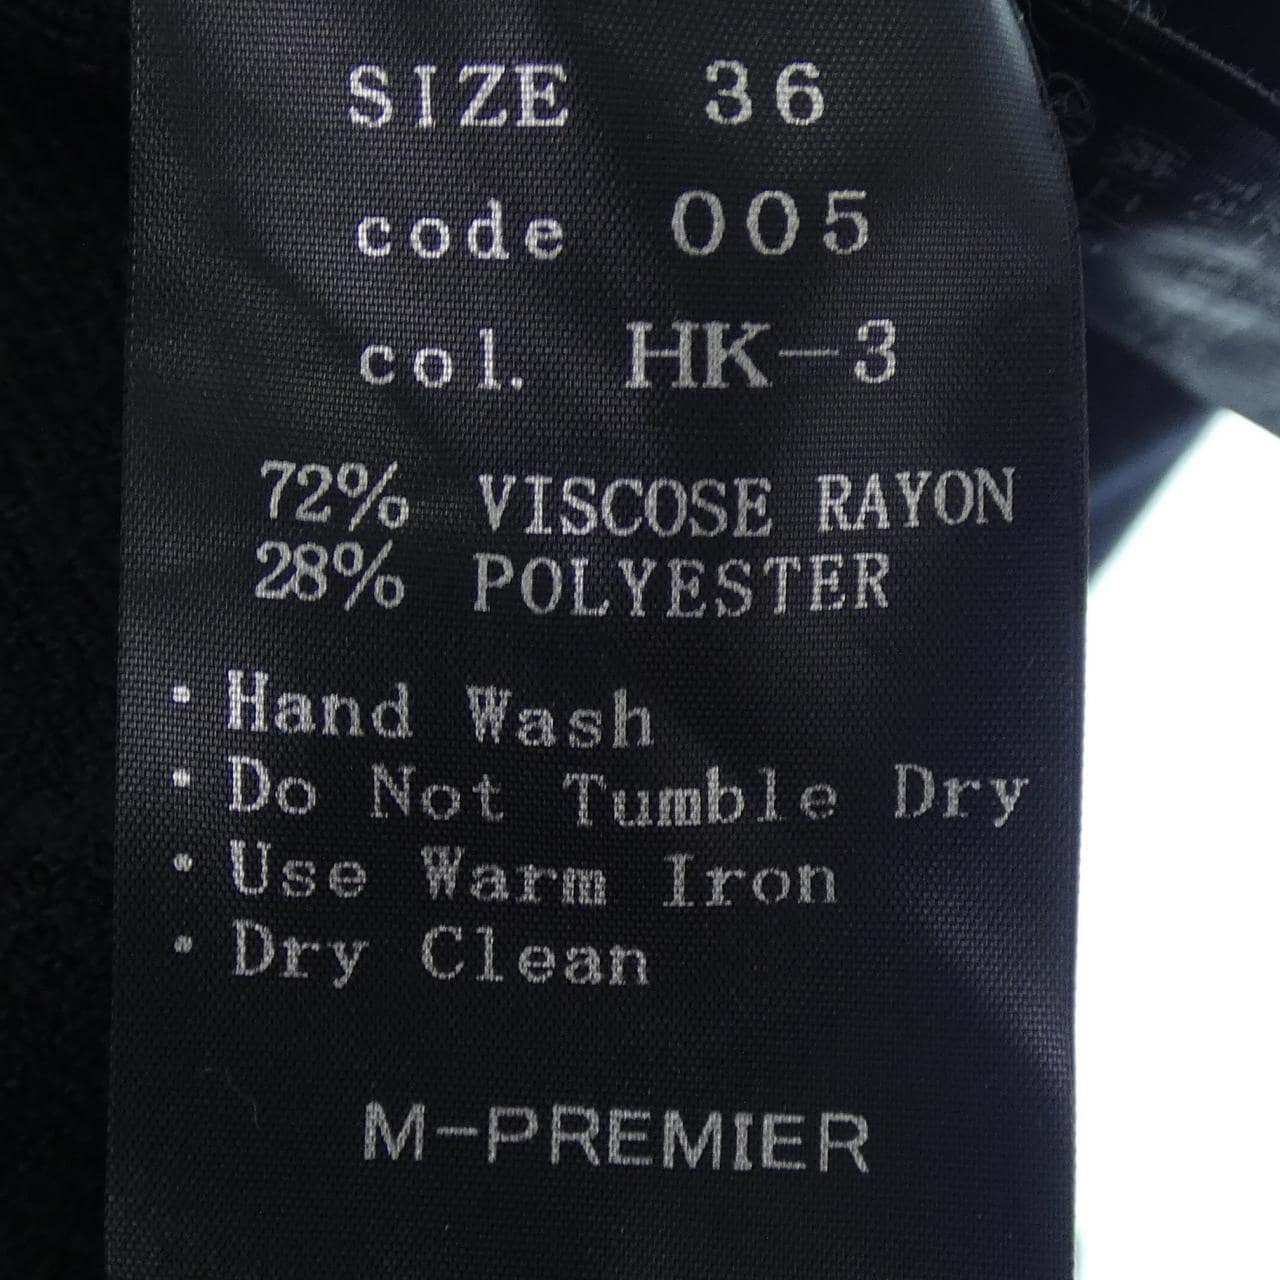 SIZE 36
code 005
col. HK-3
72% VISCOSE RAYON
28% POLYESTER
・Hand Wash
・Do Not Tumble Dry
・Use Warm Iron
・Dry Clean
M-PREMIER